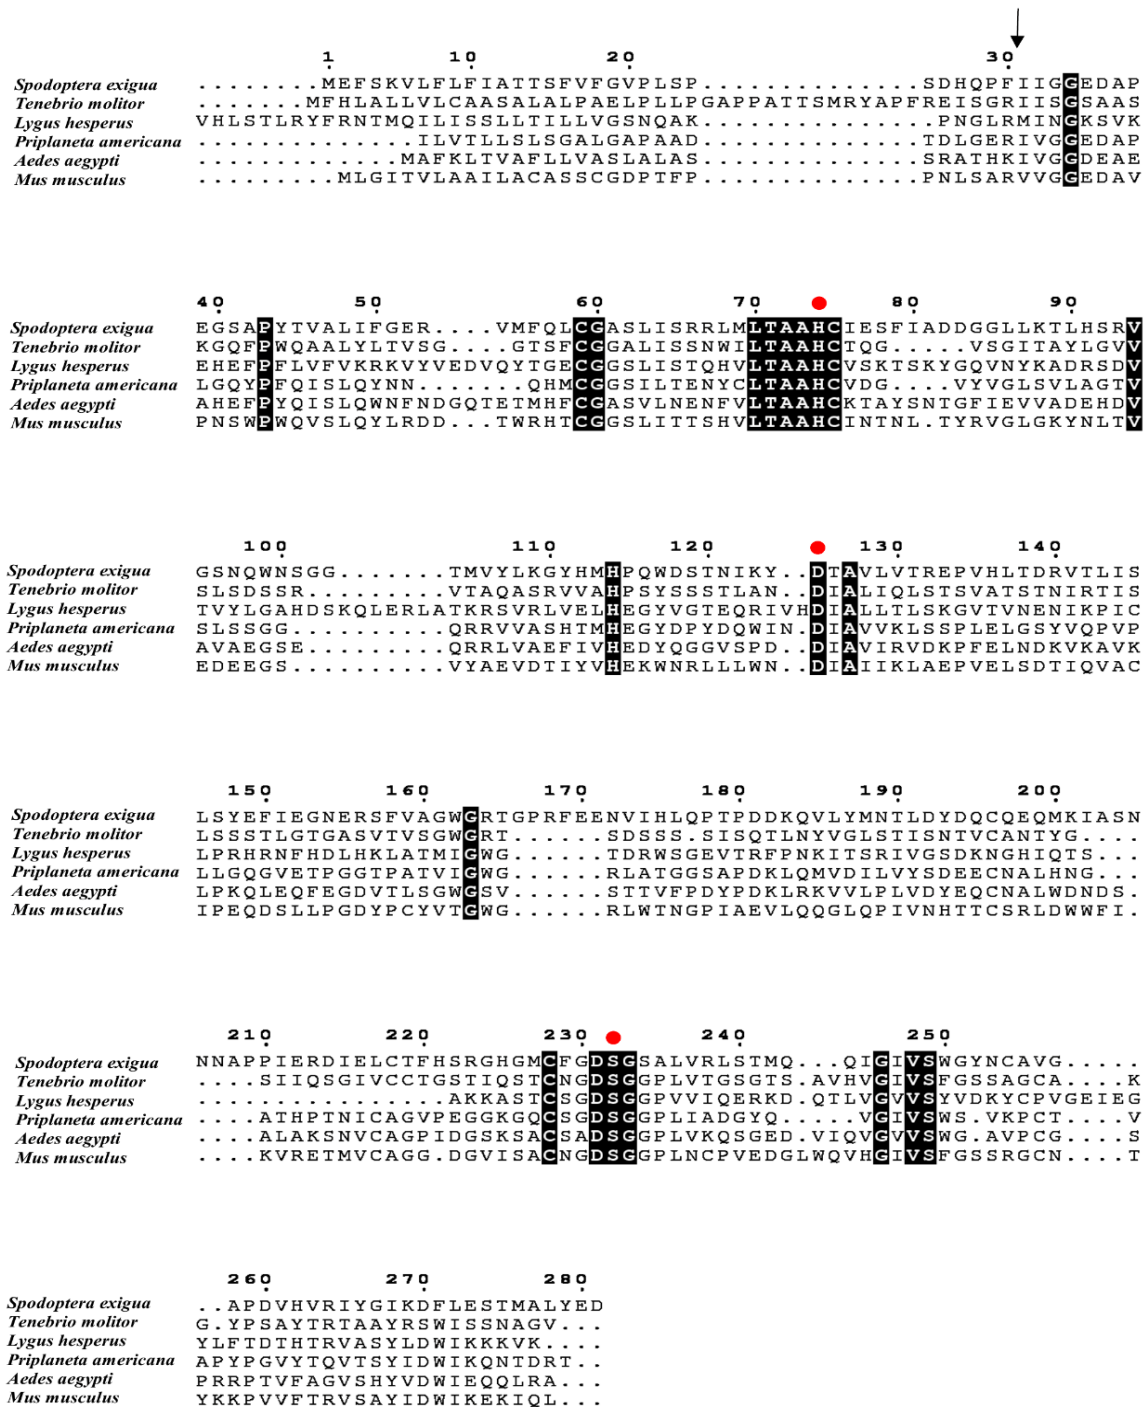 1 10 20 30
Spodoptera exigua ........MEFSKVLFLFIATTSFVFGVPLSP..............SDHQPFIIGGEDAP
Tenebrio molitor .......MFHLALLVLCAASALALPAELPLLPGAPPATTSMRYAPFREISGRIISGSAAS
Lygus hesperus VHLSTLRYFRNTMQILISSLLTILLVGSNQAK..............PNGLRMINGKSVK
Priplaneta americana ..............ILVTLLSLSGALGAPAAD..............TDLGERIVGGEDAP
Aedes aegypti .............MAFKLTVAFLLVASLALAS..............SRATHKIVGGDEAE
Mus musculus .........MLGITVLAAILACASSCGDPTFP..............PNLSARVVGGEDAV
40 50 60 70 80 90
Spodoptera exigua EGSAPYTVALIFGER....VMFQLCGASLISRRLMLTAAHCIESFIADDGGLLKTLHSRV
Tenebrio molitor KGQFPWQAALYLTVSG....GTSFCGGALISSNWILTAAHCTQG.....VSGITAYLGVV
Lygus hesperus EHEFPFLVFVKRKVYVEDVQYTGECGGSLISTQHVLTAAHCVSKTSKYGQVNYKADRSDV
Priplaneta americana LGQYPFQISLQYNN.......QHMCGGSLITENYCLTAAHCVDG....VYVGLSVLAGTV
Aedes aegypti AHEFPYQISLQWNFNDGQTETMHFCGASVLNENFVLTAAHCKTAYSNTGFIEVVADEHDV
Mus musculus PNSWPWQVSLQYLRDD...TWRHTCGGSLITTSHVLTAAHCINTNL.TYRVGLGKYNLTV
100 110 120 130 140
Spodoptera exigua GSNQWNSGG.......TMVYLKGYHMHPQWDSTNIKY..DTAVLVTREPVHLTDRVTLIS
Tenebrio molitor SLSDSSR.........VTAQASRVVAHPSYSSSTLAN..DIALIQLSTSVATSTNIRTIS
Lygus hesperus TVYLGAHDSKQLERLATKRSVRLVELHEGYVGTEQRIVHDIALLTLSKGVTVNENIKPIC
Priplaneta americana SLSSGG..........QRRVVASHTMHEGYDPYDQWIN.DIAVVKLSSPLELGSYVQPVP
Aedes aegypti AVAEGSE.........QRRLVAEFIVHEDYQGGVSPD..DIAVIRVDKPFELNDKVKAVK
Mus musculus EDEEGS..........VYAEVDTIYVHEKWNRLLLWN..DIAIIKLAEPVELSDTIQVAC
150 160 170 180 190 200
Spodoptera exigua LSYEFIEGNERSFVAGWGRTGPRFEENVIHLQPTPDDKQVLYMNTLDYDQCQEQMKIASN
Tenebrio molitor LSSSTLGTGASVTVSGWGRT.....SDSSS.SISQTLNYVGLSTISNTVCANTYG....
Lygus hesperus LPRHRNFHDLHKLATMIGWG......TDRWSGEVTRFPNKITSRIVGSDKNGHIQTS...
Priplaneta americana LLGQGVETPGGTPATVIGWG......RLATGGSAPDKLQMVDILIVSYDEECNALHNG..
Aedes aegypti LPKQLEQFEGDVTLSGWGSV.....STTVFPDYPDKLRKVVLPLVDYEQCNALWDNDS.
Mus musculus IPEQDSLLPGDYPCYVTGWG......RLWTNGPIAEVLQQGLQPIVNHTTCSRLDWWFI.
210 220 230 240 250
Spodoptera exigua NNAPPIERDIELCTFHSRGHGMCFGDSGSALVRLSTMQ...QIGIVSWGYNCAVG.....
Tenebrio molitor ....SIIQSGIVCCTGSTIQSTCNGDSGGPLVTGSGTS.AVHVGIVSFGSSAGCA....K
Lygus hesperus ................AKKASTCSGDSGGPVVIQERKD.QTLVGVVSYVDKYCPVGEIEG
Priplaneta americana ....ATHPTNICAGVPEGGKGQCSGDSGGPLIADGYQ.....VGIVSWS.VKPCT.....V
Aedes aegypti ....ALAKSNVCAGPIDGSKSACSADSGGPLVKQSGED.VIQVGVVSWG.AVPCG....S
Mus musculus ....KVRETMVCAGG.DGVISACNGDSGGPLNCPVEDGLWQVHGIVSFGSSRGCN....T
260 270 280
Spodoptera exigua ..APDVHVRIYGIKDFLESTMALYED
Tenebrio molitor G.YPSAYTRTAAYRSWISSNAGV...
Lygus hesperus YLFTDTHTRVASYLDWIKKKVK....
Priplaneta americana APYPGVYTQVTSYIDWIKQNTDRT..
Aedes aegypti PRRPTVFAGVSHYVDWIEQQLRA...
Mus musculus YKKPVVFTRVSAYIDWIKEKIQL...